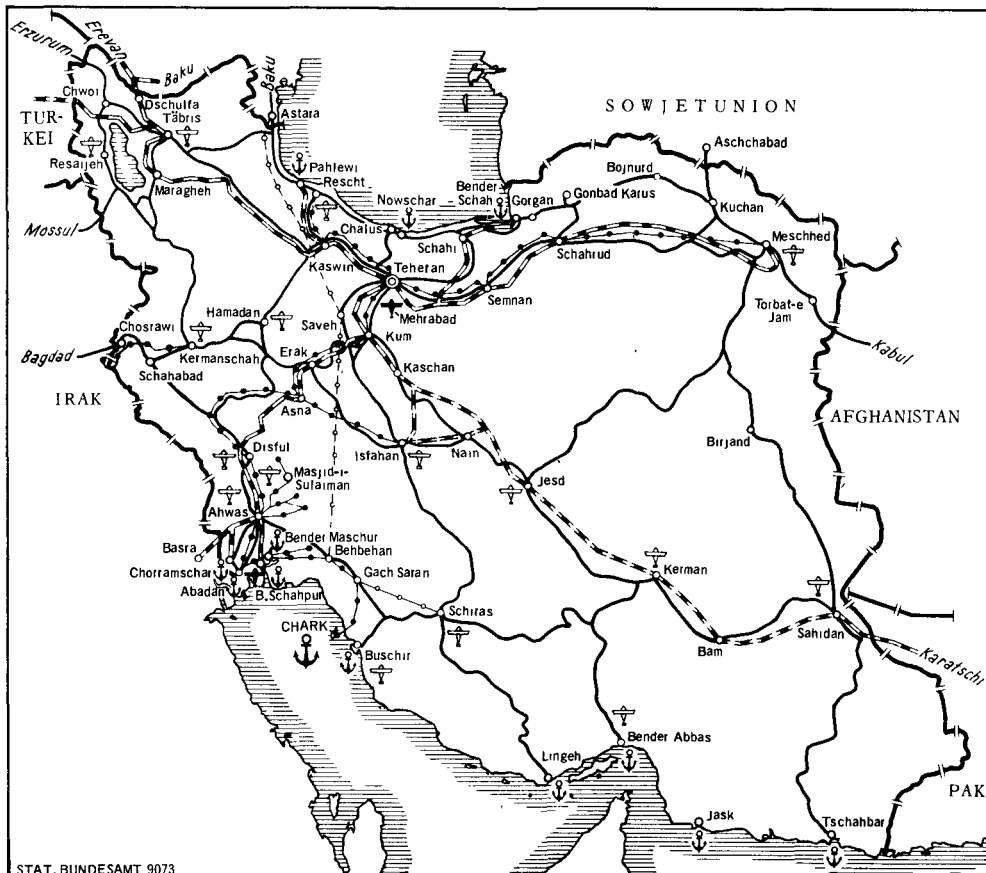 Erzurum
Erevan
Baku
Baku
Chwoi
Dschulfa
Täbris
TÜR-
KEI
Astara
SOWJETUNION
Aschchabad
Resaijeh
Maragheh
Pahlewi
Rescht
Nowschar
Bender
Schah
Gorgan
Gonbad Karus
Bojnurd
Kuchan
Mossul
Chalus
Schahi
Schahrud
Meschhed
Kaswin
Teheran
Semnan
Mehrabad
Torbat-e
Jam
Hamadan
Saveh
Chosrawi
Bagdad
Kermanschah
Erak
Kum
Kabul
Schahabad
Kaschan
IRAK
Asna
AFGHANISTAN
Isfahan
Nain
Birjand
Disful
Masjid-i-
Sulaiman
Jesd
Ahwas
Basra
Bender Maschur
Behbehan
Chorramschar
Abadan
B.Schahpur
Gach Saran
Kerman
CHARK
Schiras
Sahidan
Buschir
Bam
Karatschi
Bender Abbas
Lingeh
PAK
Jask
Tschahbar
STAT. BUNDESAMT 9073